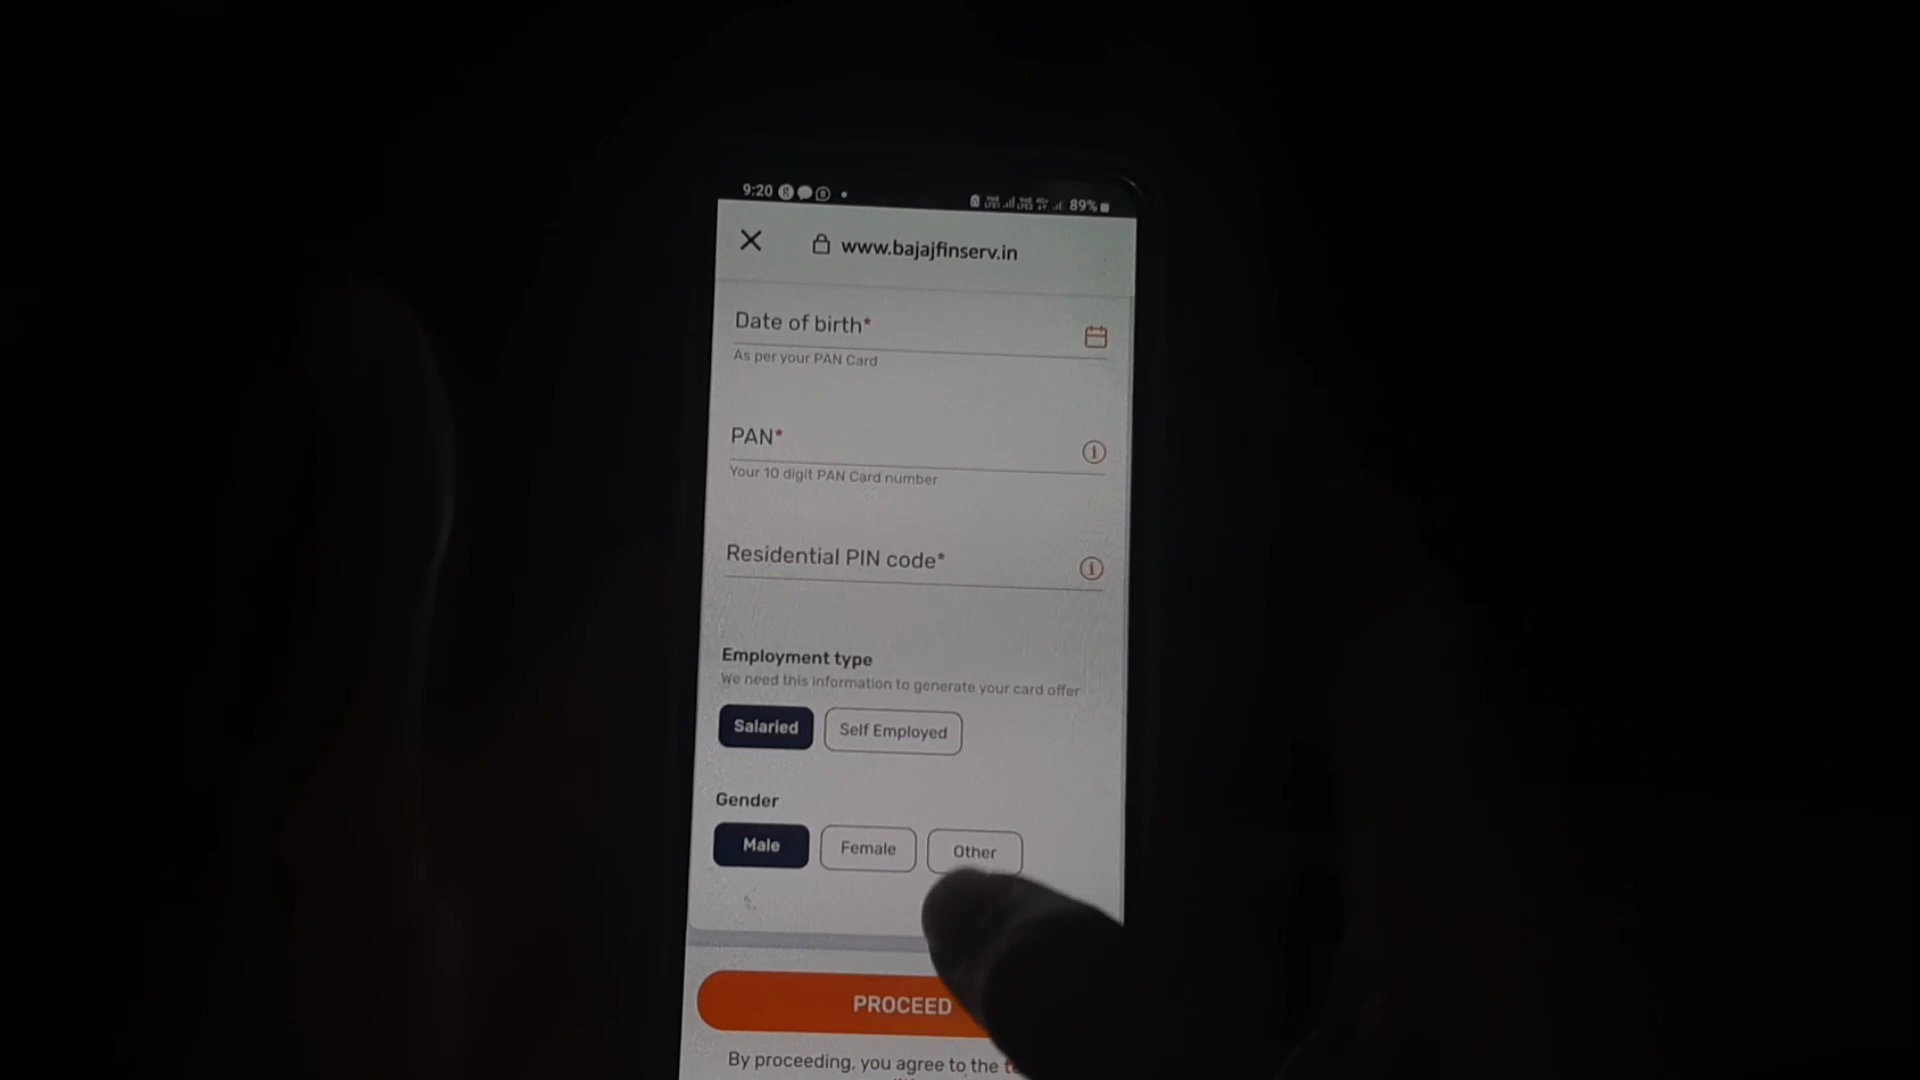 9:20
89%
www.bajajfinserv.in
Date of birth*
As per your PAN Card
PAN*
Your 10 digit PAN Card number
Residential PIN code*
Employment type
We need this information to generate your card offer
Salaried Self Employed
Gender
Male Female Other
PROCEED
By proceeding, you agree to the